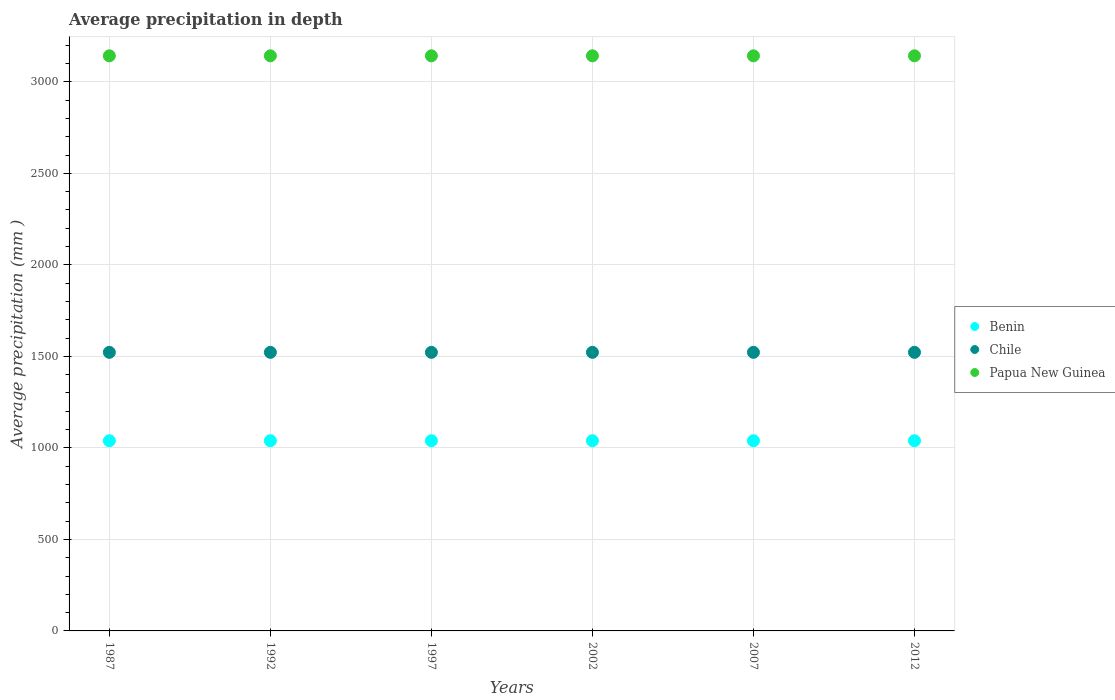 Average precipitation in depth
Average precipitation (mm )
3000
2500
2000
1500
1000
500
0
1987
1992
1997
2002
2007
2012
Years
Benin
Chile
Papua New Guinea